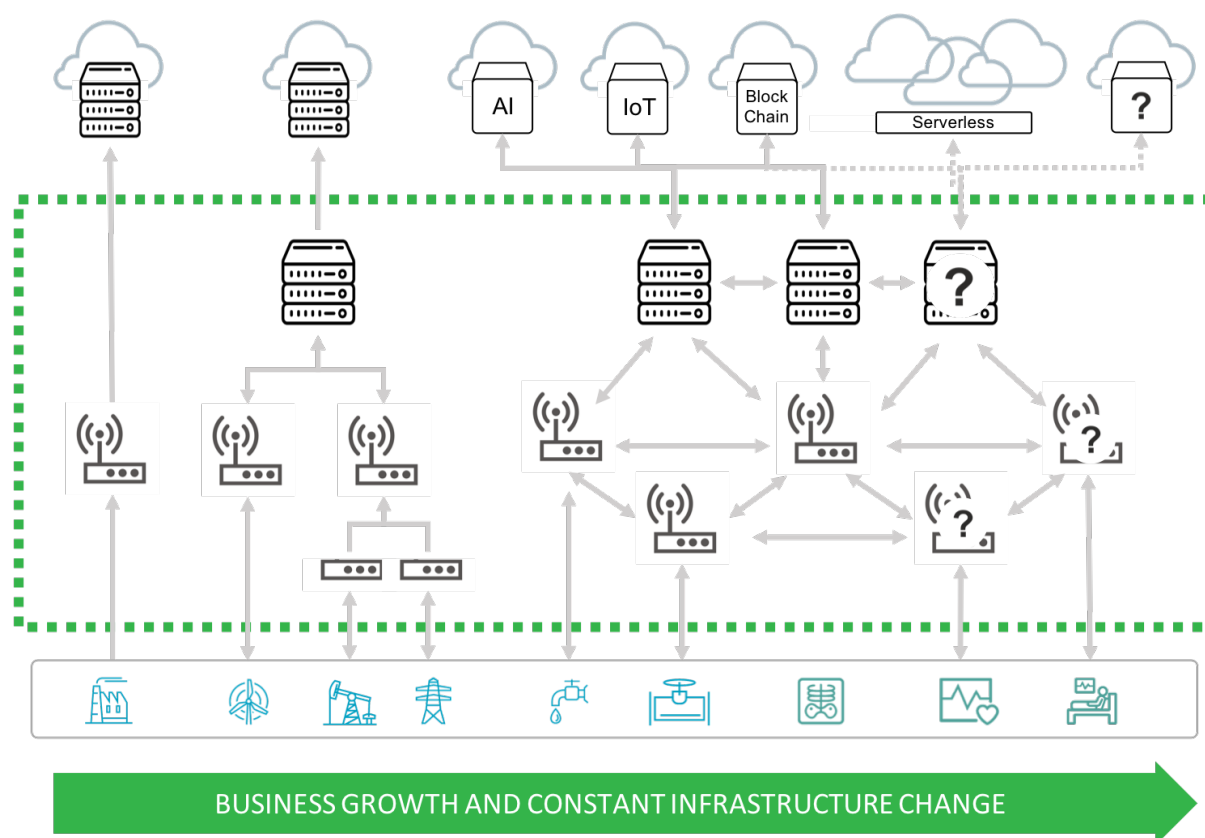 AI
IoT
Block
Chain
Serverless
?
?
?
?
BUSINESS GROWTH AND CONSTANT INFRASTRUCTURE CHANGE